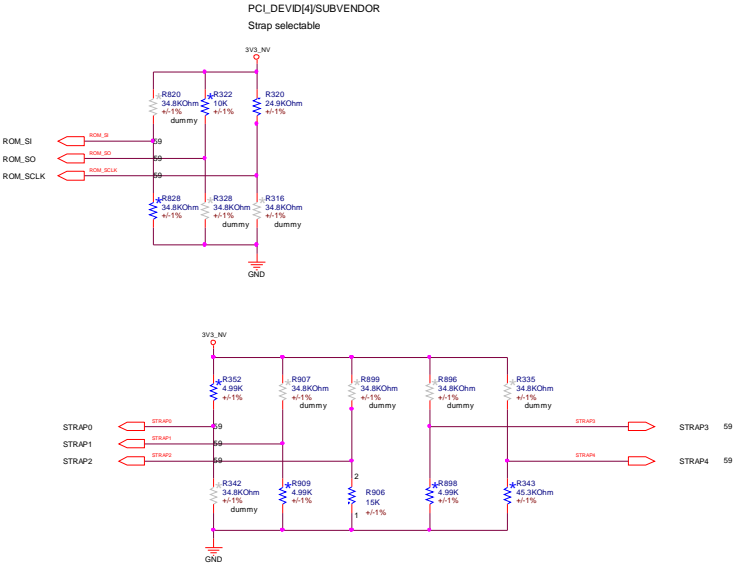 PCI_DEVID[4]/SUBVENDOR
Strap selectable
3V3_NV
R820 R322 R320
34.8KOhm 10K 24.9KOhm
+/-1% +/-1% +/-1%
dummy
ROM_SI ROM_SI 59
ROM_SO ROM_SO 59
ROM_SCLK ROM_SCLK 59
*R828 *R328 *R316
34.8KOhm 34.8KOhm 34.8KOhm
+/-1% +/-1% +/-1%
dummy dummy
GND
3V3_NV
*R352 *R907 *R899 *R896 *R335
4.99K 34.8KOhm 34.8KOhm 34.8KOhm 34.8KOhm
+/-1% +/-1% +/-1% +/-1% +/-1%
dummy dummy dummy dummy
STRAP0 STRAP0 59 STRAP3 STRAP3 59
STRAP1 STRAP1 59
STRAP2 STRAP2 59 STRAP4 STRAP4 59
2
*R342 *R909 R906 *R898 *R343
34.8KOhm 4.99K 15K 4.99K 45.3KOhm
+/-1% +/-1% +/-1% +/-1% +/-1%
dummy 1
GND